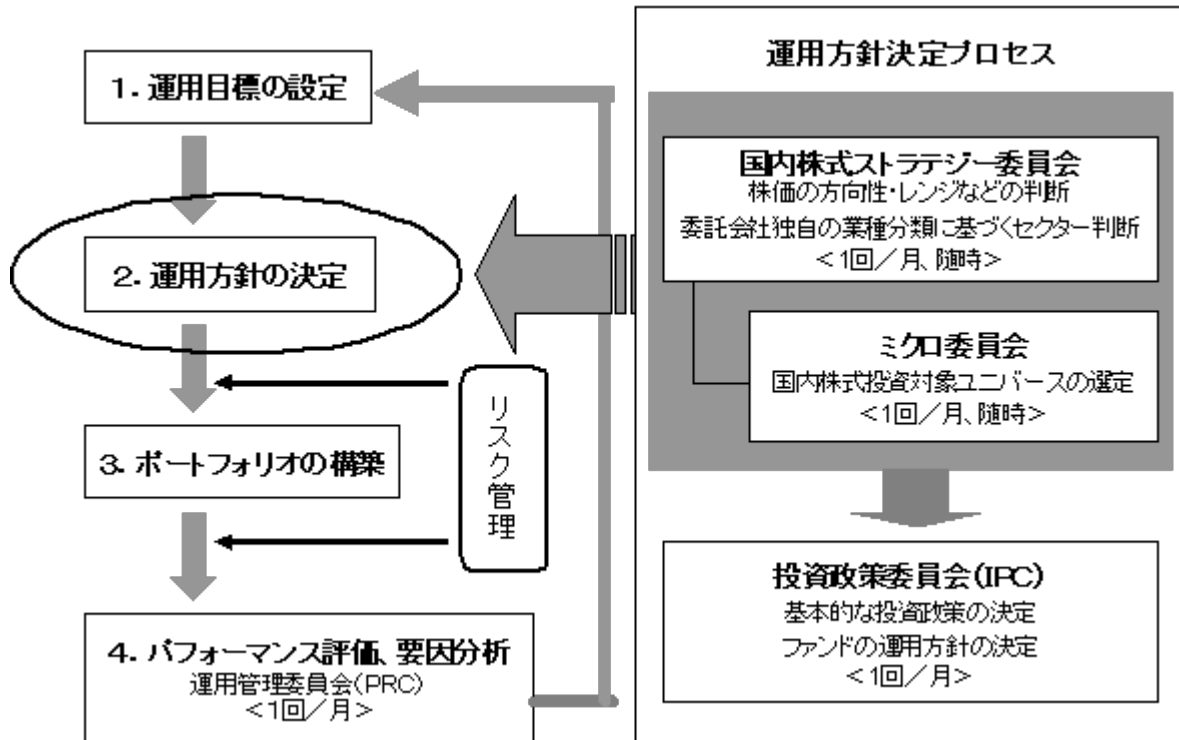 1. 運用目標の設定
2. 運用方針の決定
リスク管理
3. ポートフォリオの構築
4. パフォーマンス評価、要因分析
運用管理委員会(PRC)
<1回／月>
運用方針決定プロセス
国内株式ストラテジー委員会
株価の方向性・レンジなどの判断
委託会社独自の業種分類に基づくセクター判断
<1回／月、随時>
ミクロ委員会
国内株式投資対象ユニバースの選定
<1回／月、随時>
投資政策委員会(IPC)
基本的な投資政策の決定
ファンドの運用方針の決定
<1回／月>